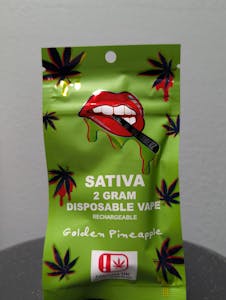 SATIVA
2 GRAM
DISPOSABLE VAPE
RECHARGEABLE
Golden Pineapple